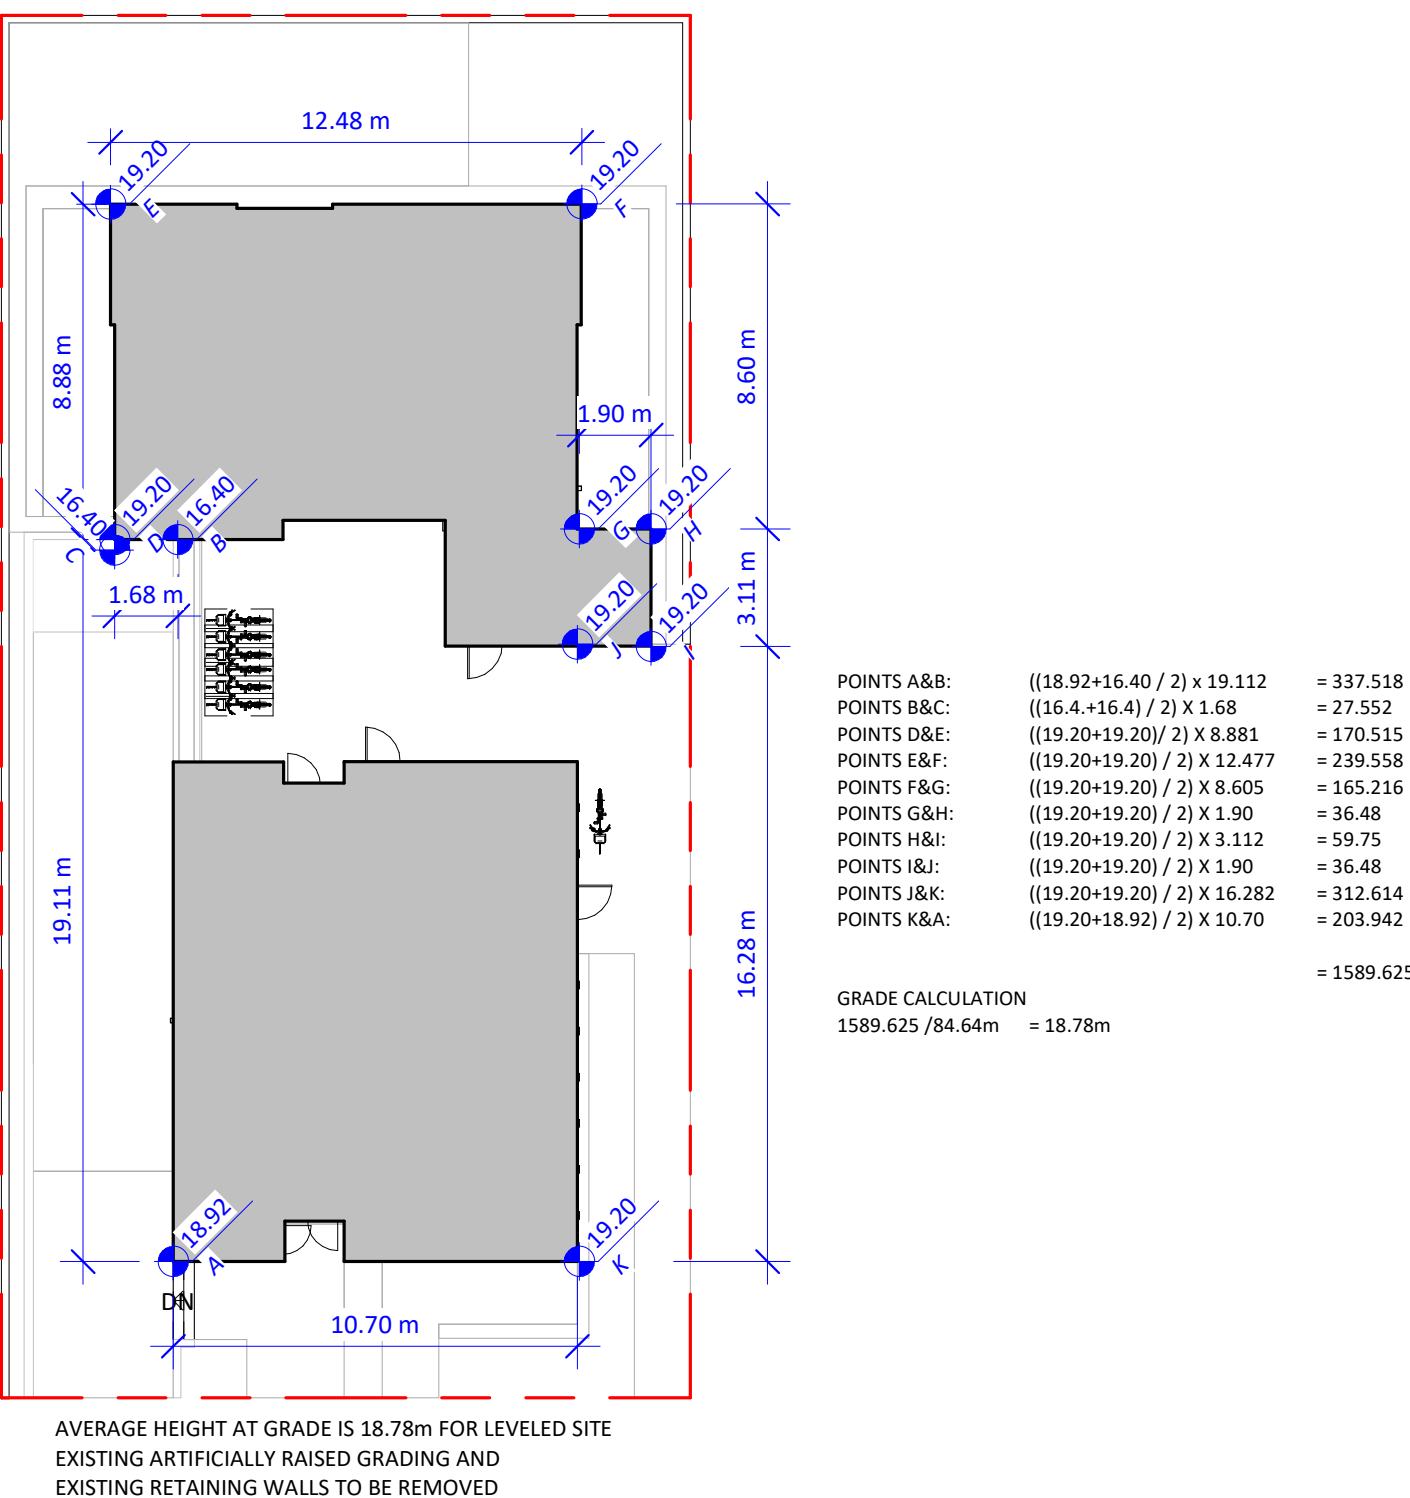 12.48 m
19.20
E
19.20
F
8.88 m
8.60 m
1.90 m
16.40
C
19.20
D
16.40
B
19.20
G
19.20
H
1.68 m
19.20
J
19.20
I
3.11 m
POINTS A&B: ((18.92+16.40 / 2) x 19.112 = 337.518
POINTS B&C: ((16.4.+16.4) / 2) X 1.68 = 27.552
POINTS D&E: ((19.20+19.20)/ 2) X 8.881 = 170.515
POINTS E&F: ((19.20+19.20) / 2) X 12.477 = 239.558
POINTS F&G: ((19.20+19.20) / 2) X 8.605 = 165.216
POINTS G&H: ((19.20+19.20) / 2) X 1.90 = 36.48
POINTS H&I: ((19.20+19.20) / 2) X 3.112 = 59.75
POINTS I&J: ((19.20+19.20) / 2) X 1.90 = 36.48
POINTS J&K: ((19.20+19.20) / 2) X 16.282 = 312.614
POINTS K&A: ((19.20+18.92) / 2) X 10.70 = 203.942
= 1589.625
GRADE CALCULATION
1589.625 /84.64m = 18.78m
19.11 m
16.28 m
18.92
A
19.20
K
DN
10.70 m
AVERAGE HEIGHT AT GRADE IS 18.78m FOR LEVELED SITE
EXISTING ARTIFICIALLY RAISED GRADING AND
EXISTING RETAINING WALLS TO BE REMOVED